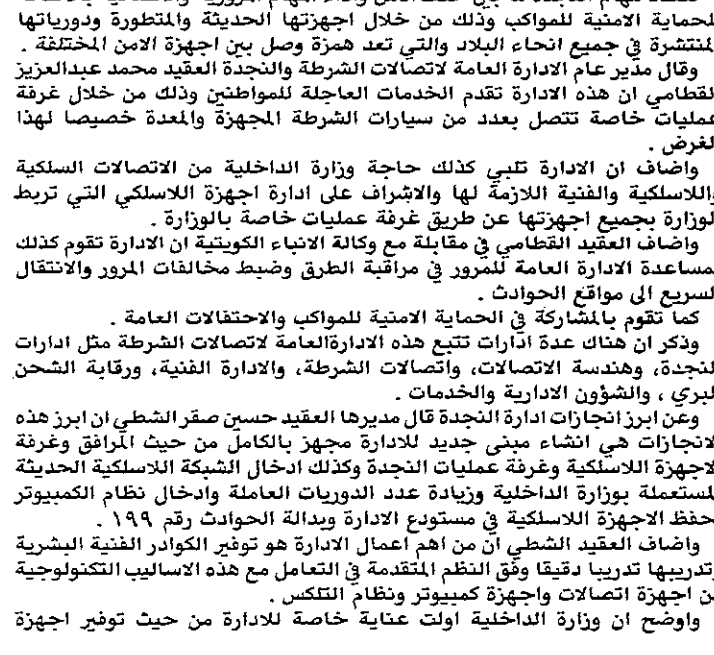 للحماية الامنية للمواكب وذلك من خلال اجهزتها الحديثة والمتطورة ودورياتها
المنتشرة في جميع انحاء البلاد والتي تعد همزة وصل بين اجهزة الامن المختلفة .
وقال مدير عام الادارة العامة لاتصالات الشرطة والنجدة العقيد محمد عبدالعزيز
القطامي ان هذه الادارة تقدم الخدمات العاجلة للمواطنين وذلك من خلال غرفة
عمليات خاصة تتصل بعدد من سيارات الشرطة المجهزة والمعدة خصيصا لهذا
الغرض .
واضاف ان الادارة تلبي كذلك حاجة وزارة الداخلية من الاتصالات السلكية
واللاسلكية والفنية اللازمة لها والاشراف على ادارة اجهزة اللاسلكي التي تربط
الوزارة بجميع اجهزتها عن طريق غرفة عمليات خاصة بالوزارة .
واضاف العقيد القطامي في مقابلة مع وكالة الانباء الكويتية ان الادارة تقوم كذلك
بمساعدة الادارة العامة للمرور في مراقبة الطرق وضبط مخالفات المرور والانتقال
السريع الى مواقع الحوادث .
كما تقوم بالمشاركة في الحماية الامنية للمواكب والاحتفالات العامة .
وذكر ان هناك عدة ادارات تتبع هذه الادارةالعامة لاتصالات الشرطة مثل ادارات
النجدة، وهندسة الاتصالات، واتصالات الشرطة، والادارة الفنية، ورقابة الشحن
البري ، والشؤون الادارية والخدمات .
وعن ابرز انجازات ادارة النجدة قال مديرها العقيد حسين صقر الشطي ان ابرز هذه
الانجازات هي انشاء مبنى جديد للادارة مجهز بالكامل من حيث المرافق وغرفة
الاجهزة اللاسلكية وغرفة عمليات النجدة وكذلك ادخال الشبكة اللاسلكية الحديثة
المستعملة بوزارة الداخلية وزيادة عدد الدوريات العاملة وادخال نظام الكمبيوتر
لحفظ الاجهزة اللاسلكية في مستودع الادارة وبدالة الحوادث رقم ١٩٩ .
واضاف العقيد الشطي ان من اهم اعمال الادارة هو توفير الكوادر الفنية البشرية
وتدريبها تدريبا دقيقا وفق النظم المتقدمة في التعامل مع هذه الاساليب التكنولوجية
من اجهزة اتصالات واجهزة كمبيوتر ونظام التلكس .
واوضح ان وزارة الداخلية اولت عناية خاصة للادارة من حيث توفير اجهزة